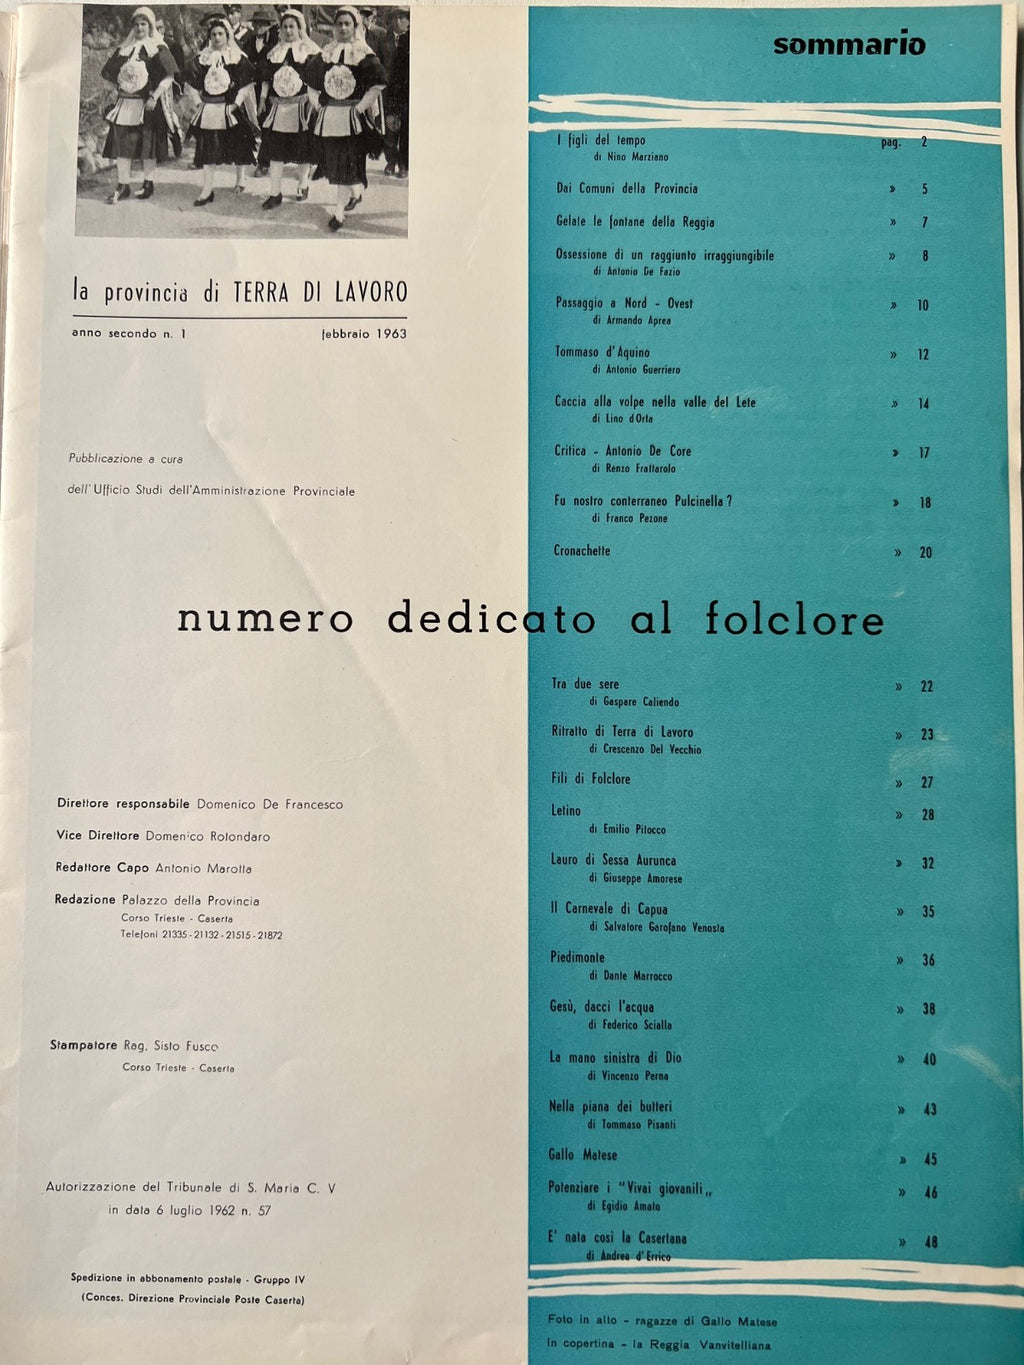 la provincia di TERRA DI LAVORO
anno secondo n. 1 febbraio 1963
Pubblicazione a cura
dell'Ufficio Studi dell'Amministrazione Provinciale
sommario
I figli del tempo pag. 2
di Nino Marziano
Dai Comuni della Provincia » 5
Gelate le fontane della Reggia » 7
Ossessione di un raggiunto irraggiungibile » 8
di Antonio De Fazio
Passaggio a Nord - Ovest » 10
di Armando Aprea
Tommaso d'Aquino » 12
di Antonio Guerriero
Caccia alla volpe nella valle del Lete » 14
di Lino d'Orta
Critica - Antonio De Core » 17
di Renzo Frattarolo
Fu nostro conterraneo Pulcinella ? » 18
di Franco Pezone
Cronachette » 20
numero dedicato al folclore
Tra due sere » 22
di Gaspare Caliendo
Ritratto di Terra di Lavoro » 23
di Crescenzo Del Vecchio
Fili di Folclore » 27
Letino » 28
di Emilio Pitocco
Lauro di Sessa Aurunca » 32
di Giuseppe Amorese
Il Carnevale di Capua » 35
di Salvatore Garofano Venosta
Piedimonte » 36
di Dante Marrocco
Gesù, dacci l'acqua » 38
di Federico Scialla
La mano sinistra di Dio » 40
di Vincenzo Perna
Nella piana dei butteri » 43
di Tommaso Pisanti
Gallo Matese » 45
Potenziare i "Vivai giovanili„ » 46
di Egidio Amato
E' nata così la Casertana » 48
di Andrea d'Errico
Direttore responsabile Domenico De Francesco
Vice Direttore Domenico Rotondaro
Redattore Capo Antonio Marotta
Redazione Palazzo della Provincia
Corso Trieste - Caserta
Telefoni 21335 - 21132 - 21515 - 21872
Stampatore Rag. Sisto Fusco
Corso Trieste - Caserta
Autorizzazione del Tribunale di S. Maria C. V
in data 6 luglio 1962 n. 57
Spedizione in abbonamento postale - Gruppo IV
(Conces. Direzione Provinciale Poste Caserta)
Foto in alto - ragazze di Gallo Matese
In copertina - la Reggia Vanvitelliana